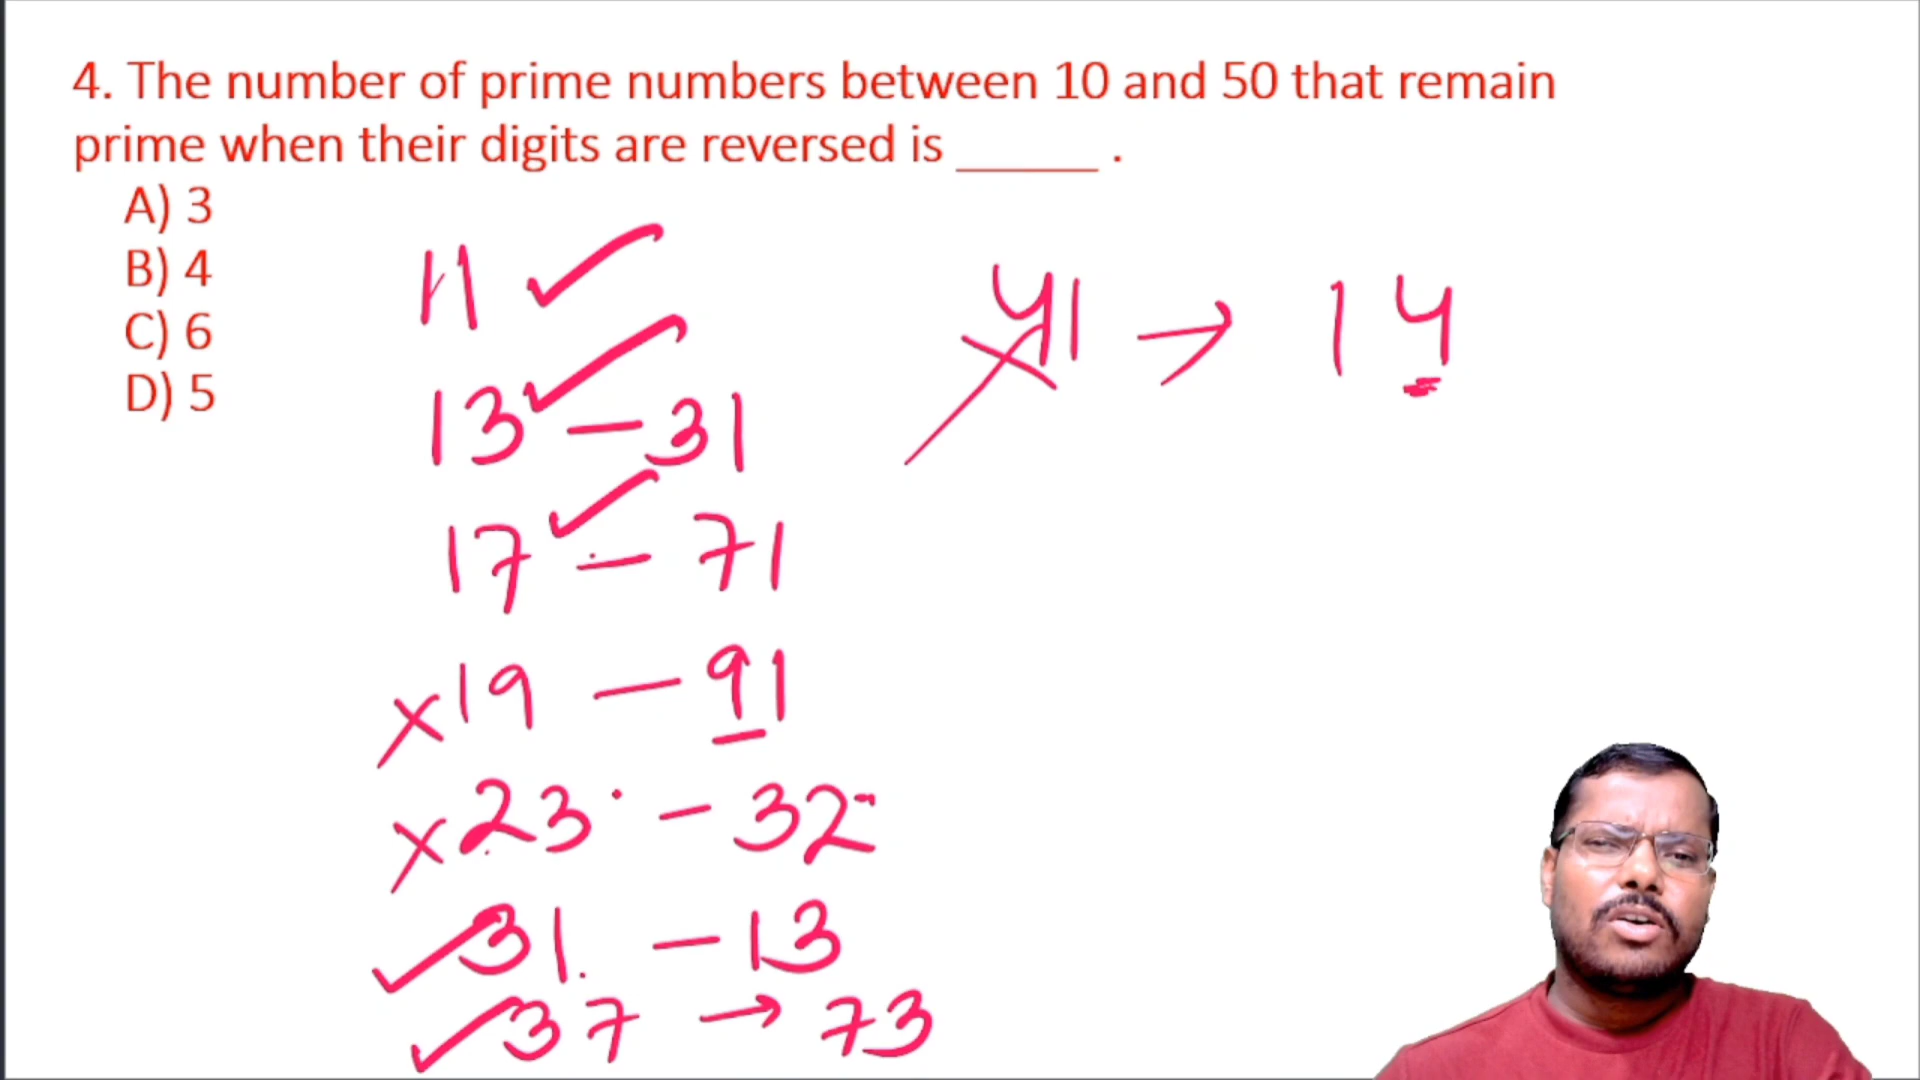 4. The number of prime numbers between 10 and 50 that remain
prime when their digits are reversed is ______ .
A) 3
B) 4
C) 6
D) 5
11 ✓
13 ✓ – 31
17 ✓ – 71
× 19 – 91
× 23 – 32
✓ 31 – 13
✓ 37 → 73
× 41 → 14